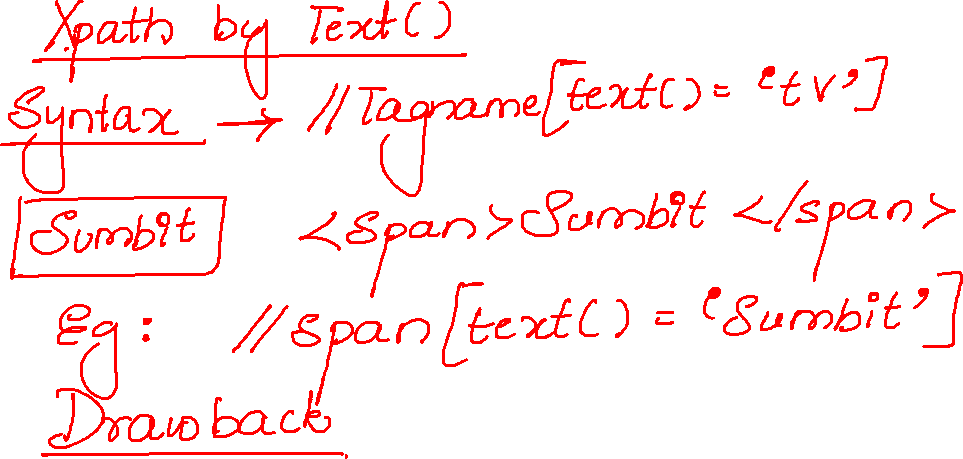 Xpath by Text()
Syntax → //Tagname[text()= 'tv']
Sumbit <span>Sumbit </span>
Eg: //span[text() = 'Sumbit']
Drawback